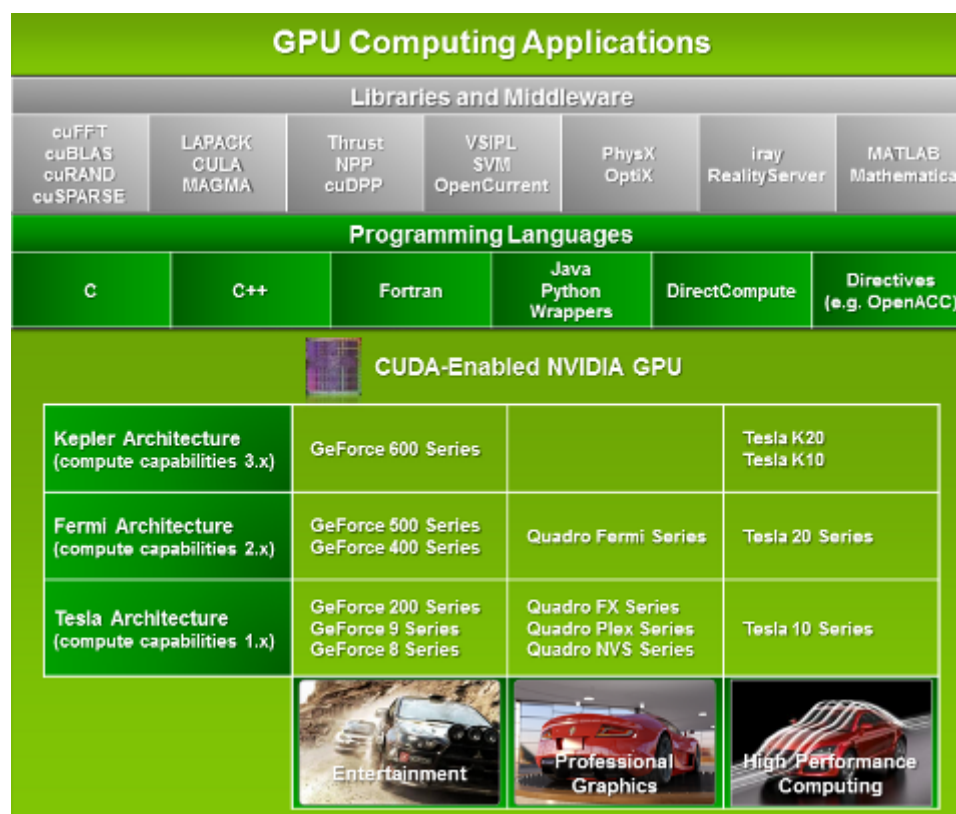 GPU Computing Applications
Libraries and Middleware
cuFFT
cuBLAS
cuRAND
cuSPARSE
LAPACK
CULA
MAGMA
Thrust
NPP
cuDPP
VSIPL
SVM
OpenCurrent
PhysX
OptiX
iray
RealityServer
MATLAB
Mathematica
Programming Languages
C
C++
Fortran
Java
Python
Wrappers
DirectCompute
Directives
(e.g. OpenACC)
CUDA-Enabled NVIDIA GPU
Kepler Architecture
(compute capabilities 3.x)
GeForce 600 Series
Tesla K20
Tesla K10
Fermi Architecture
(compute capabilities 2.x)
GeForce 500 Series
GeForce 400 Series
Quadro Fermi Series
Tesla 20 Series
Tesla Architecture
(compute capabilities 1.x)
GeForce 200 Series
GeForce 9 Series
GeForce 8 Series
Quadro FX Series
Quadro Plex Series
Quadro NVS Series
Tesla 10 Series
Entertainment
Professional
Graphics
High Performance
Computing